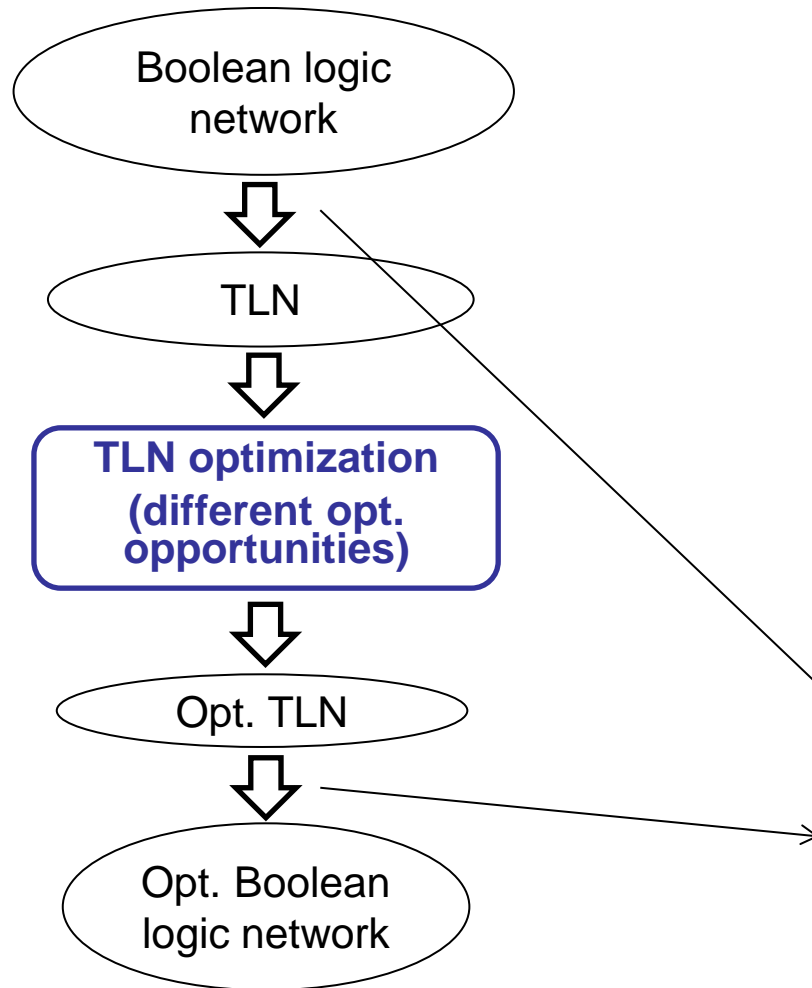 Boolean logic
network
TLN
TLN optimization
(different opt.
opportunities)
Opt. TLN
Opt. Boolean
logic network